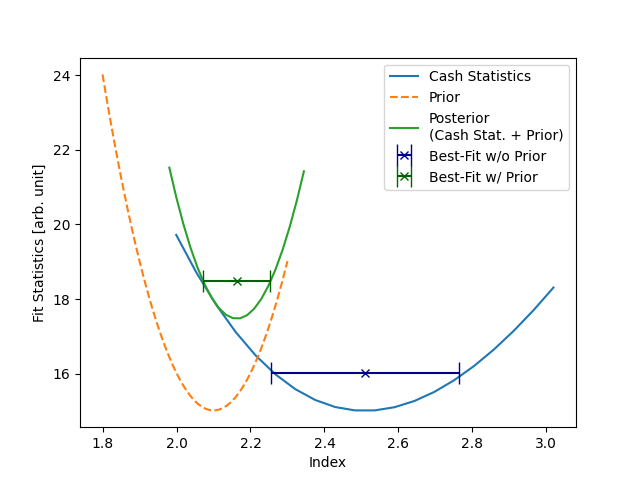 24
22
20
18
16
Fit Statistics [arb. unit]
1.8
2.0
2.2
2.4
2.6
2.8
3.0
Index
Cash Statistics
Prior
Posterior
(Cash Stat. + Prior)
Best-Fit w/o Prior
Best-Fit w/ Prior